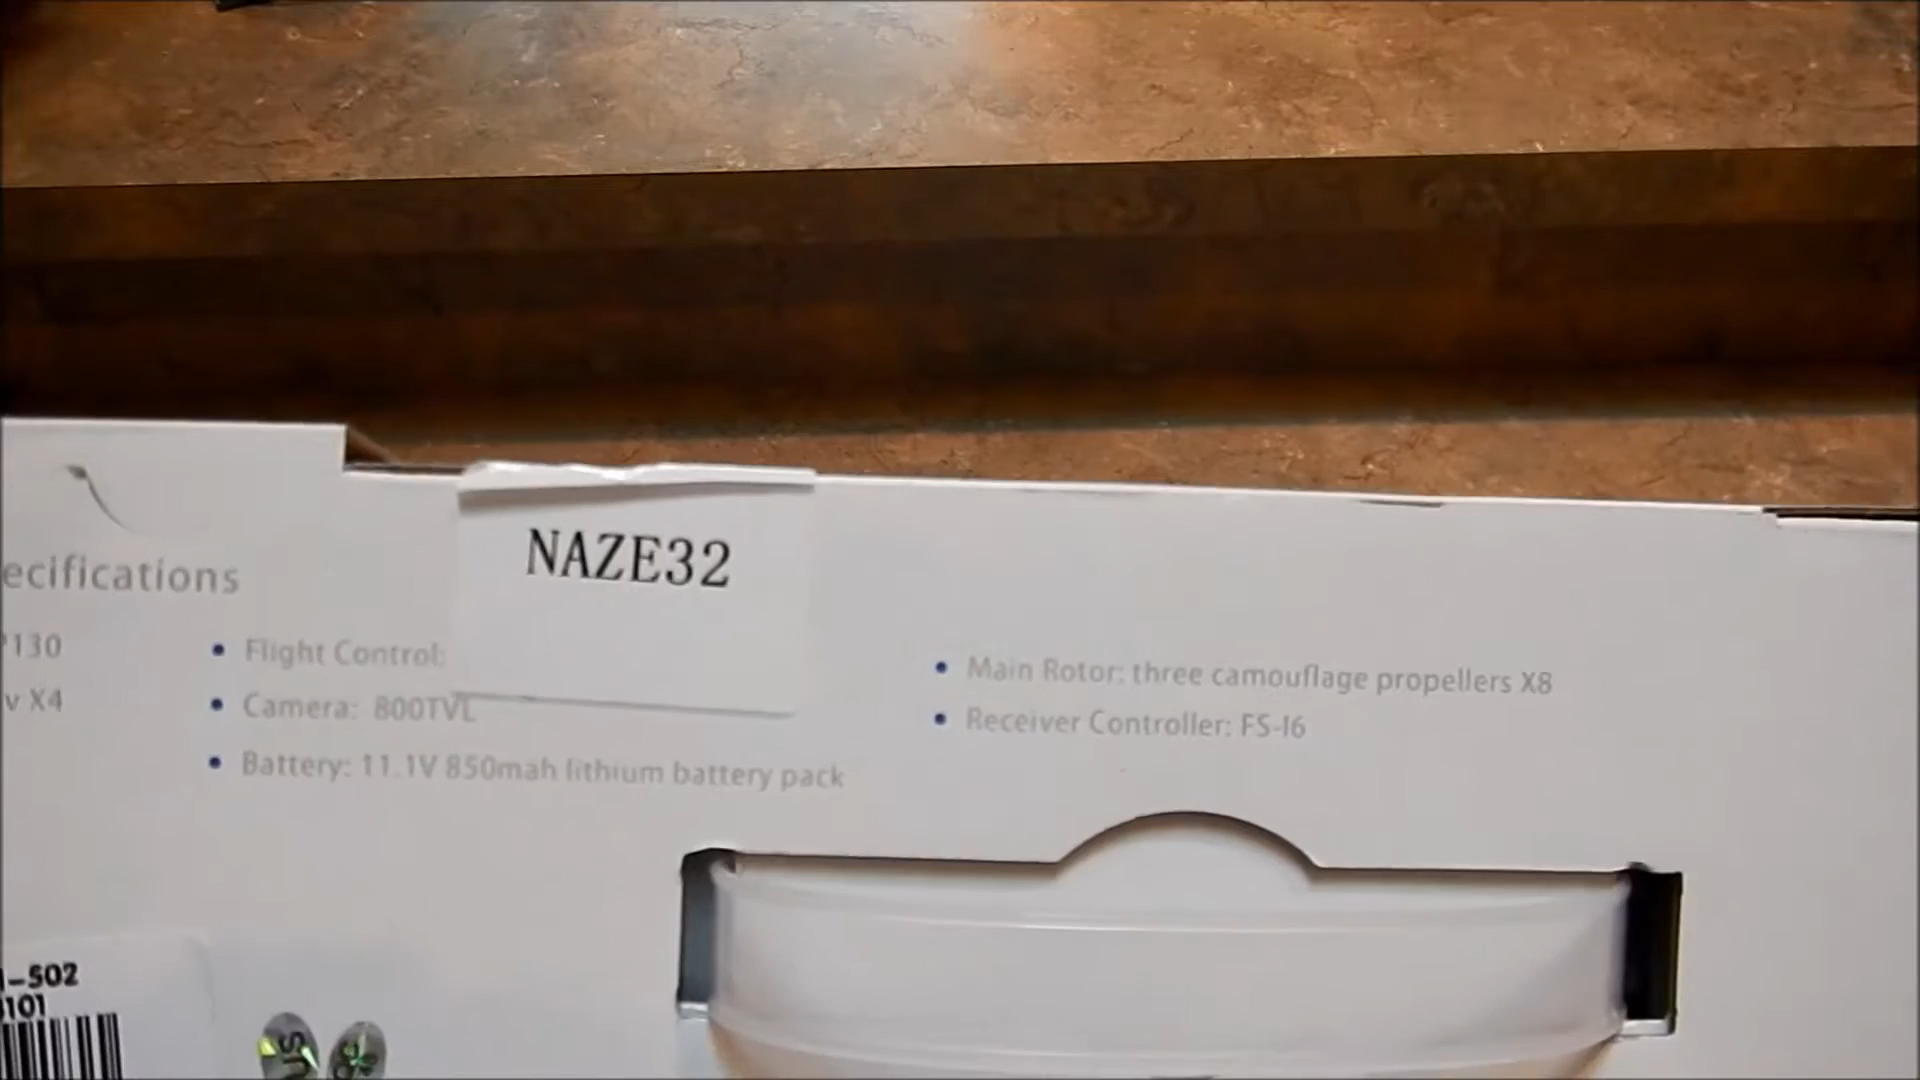 NAZE32
ecifications
130
v X4
Flight Control:
Camera: 800TVL
Battery: 11.1V 850mah lithium battery pack
Main Rotor: three camouflage propellers X8
Receiver Controller: FS-I6
-502
101